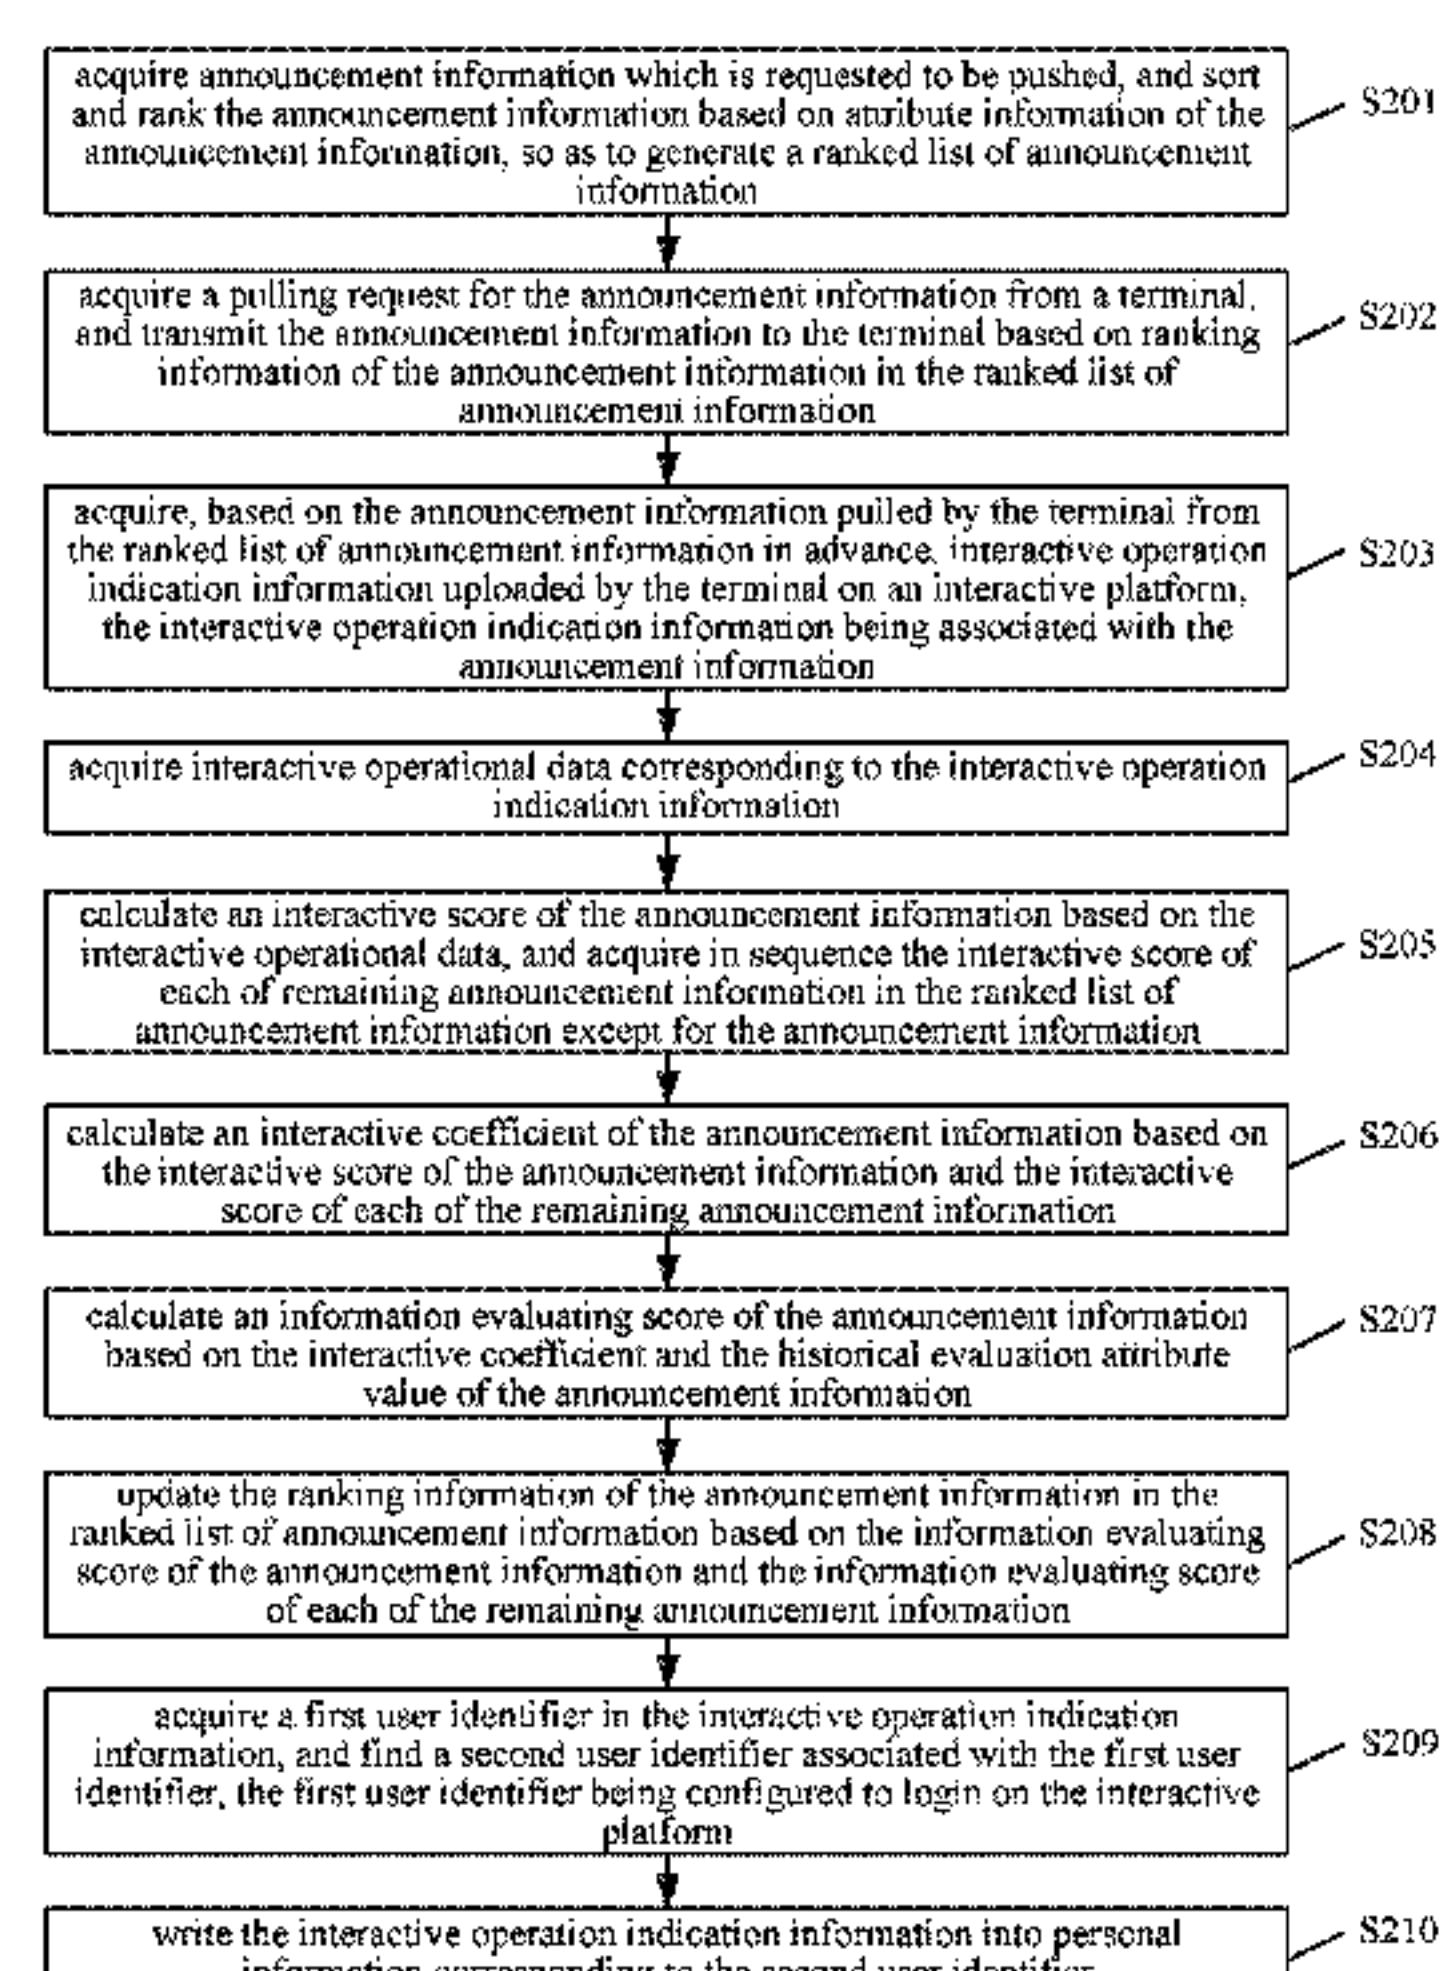 acquire announcement information which is requested to be pushed, and sort
and rank the announcement information based on attribute information of the
announcement information, so as to generate a ranked list of announcement
information
S201
acquire a pulling request for the announcement information from a terminal,
and transmit the announcement information to the terminal based on ranking
information of the announcement information in the ranked list of
announcement information
S202
acquire, based on the announcement information pulled by the terminal from
the ranked list of announcement information in advance, interactive operation
indication information uploaded by the terminal on an interactive platform,
the interactive operation indication information being associated with the
announcement information
S203
acquire interactive operational data corresponding to the interactive operation
indication information
S204
calculate an interactive score of the announcement information based on the
interactive operational data, and acquire in sequence the interactive score of
each of remaining announcement information in the ranked list of
announcement information except for the announcement information
S205
calculate an interactive coefficient of the announcement information based on
the interactive score of the announcement information and the interactive
score of each of the remaining announcement information
S206
calculate an information evaluating score of the announcement information
based on the interactive coefficient and the historical evaluation attribute
value of the announcement information
S207
update the ranking information of the announcement information in the
ranked list of announcement information based on the information evaluating
score of the announcement information and the information evaluating score
of each of the remaining announcement information
S208
acquire a first user identifier in the interactive operation indication
information, and find a second user identifier associated with the first user
identifier, the first user identifier being configured to login on the interactive
platform
S209
write the interactive operation indication information into personal
information corresponding to the second user identifier
S210